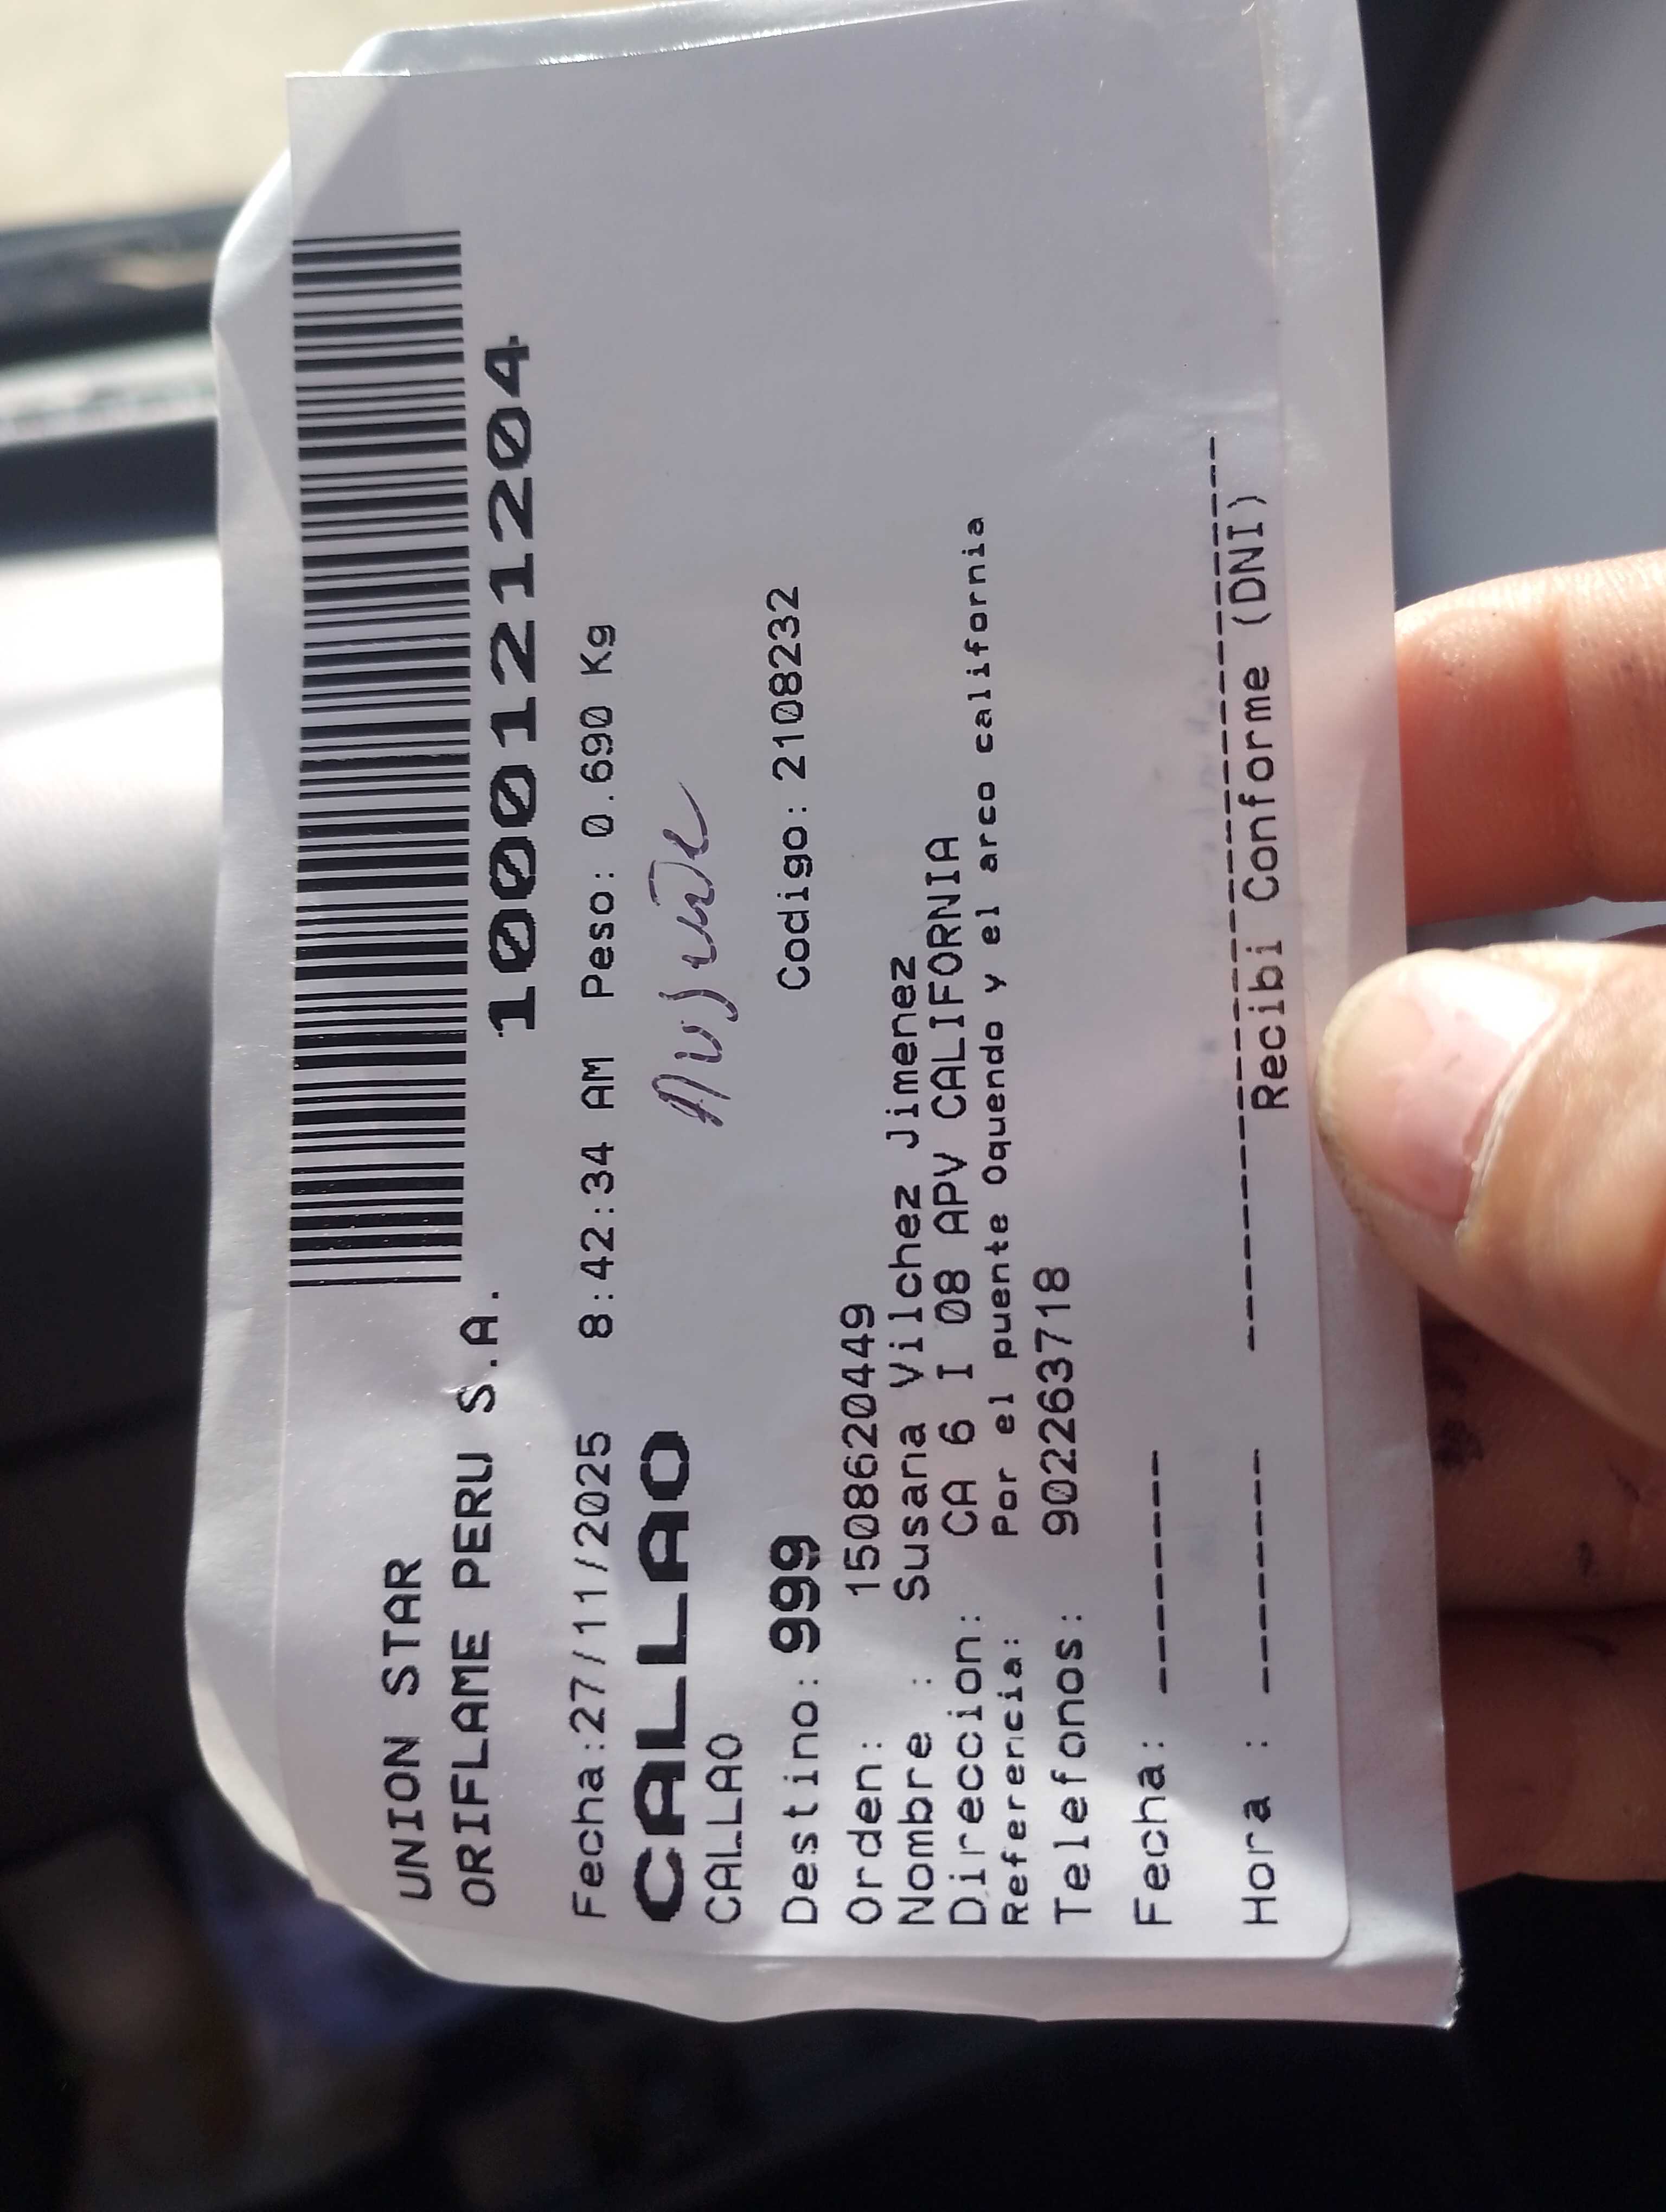 UNION STAR
ORIFLAME PERU S.A.
100121204
Fecha:27/11/2025 8:42:34 AM Peso: 0.690 Kg
CALLAO
CALLAO
Destino: 999 Codigo: 2108232
Orden: 1508620449
Nombre : Susana Vilchez Jimenez
Direccion: CA 6 I 08 APV CALIFORNIA
Referencia: Por el puente Oquendo y el arco california
Telefonos: 902263718
Fecha: -------
Hora : -------
Recibi Conforme (DNI)